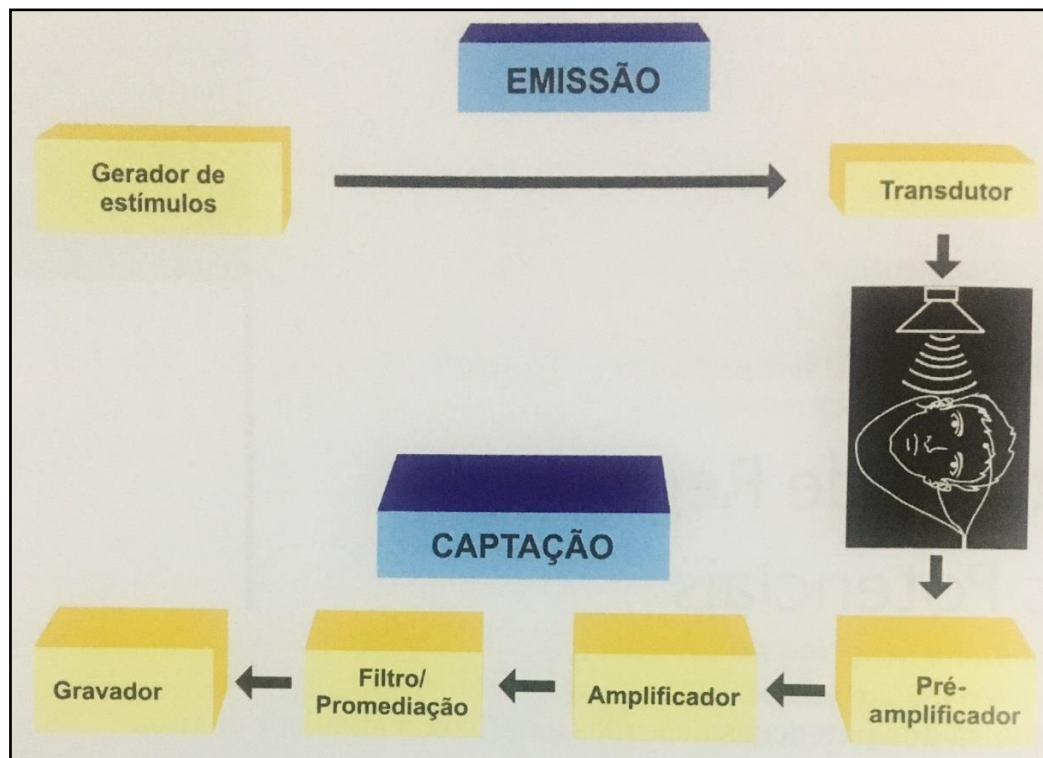 EMISSÃO
Gerador de
estímulos
Transdutor
CAPTAÇÃO
Gravador
Filtro/
Promediação
Amplificador
Pré-
amplificador